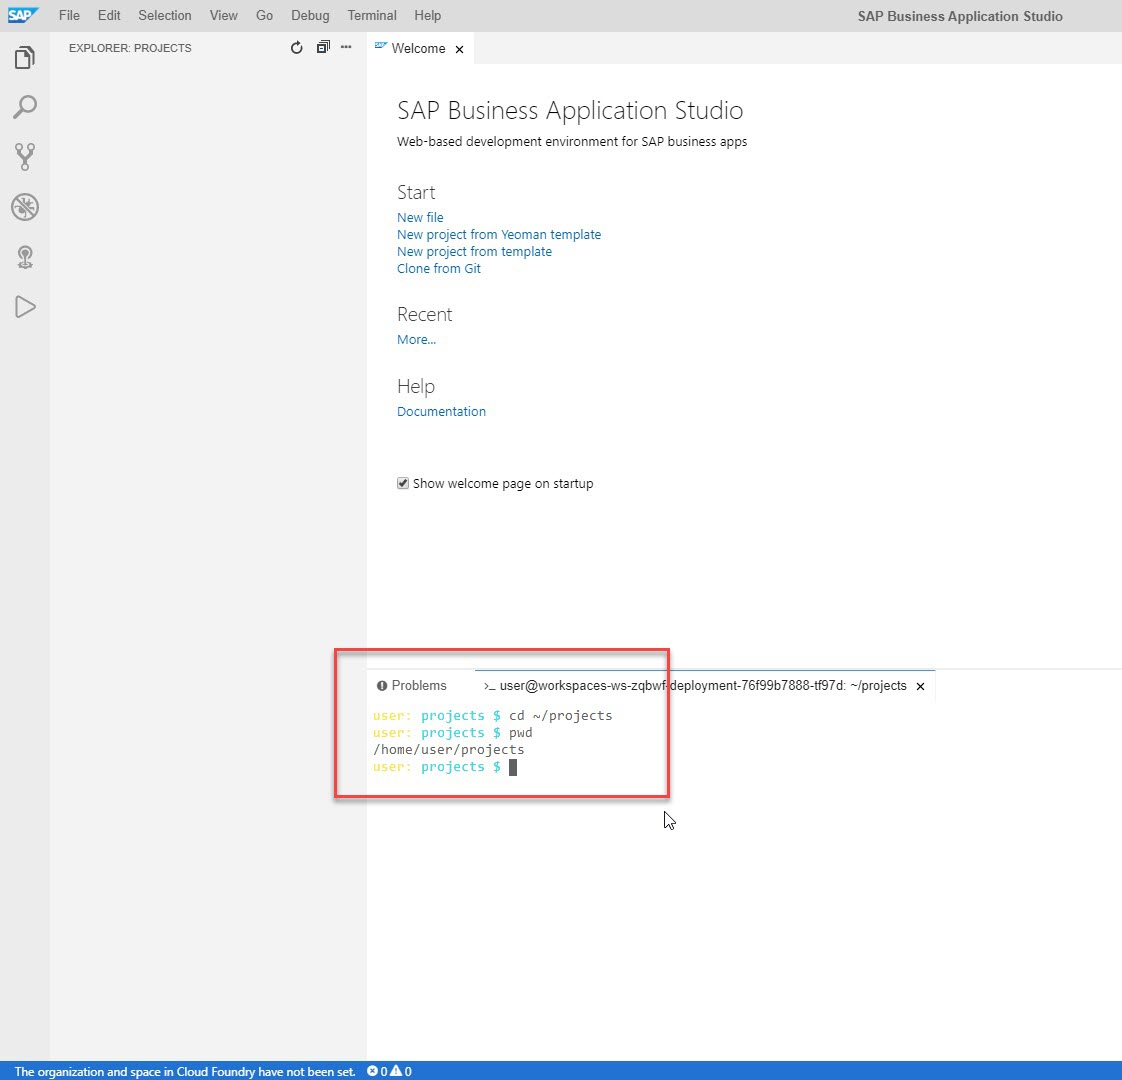 SAP File Edit Selection View Go Debug Terminal Help SAP Business Application Studio
EXPLORER: PROJECTS
SAP Welcome
SAP Business Application Studio
Web-based development environment for SAP business apps
Start
New file
New project from Yeoman template
New project from template
Clone from Git
Recent
More...
Help
Documentation
Show welcome page on startup
Problems >_ user@workspaces-ws-zqbwf-deployment-76f99b7888-tf97d: ~/projects
user: projects $ cd ~/projects
user: projects $ pwd
/home/user/projects
user: projects $
The organization and space in Cloud Foundry have not been set. 0 0